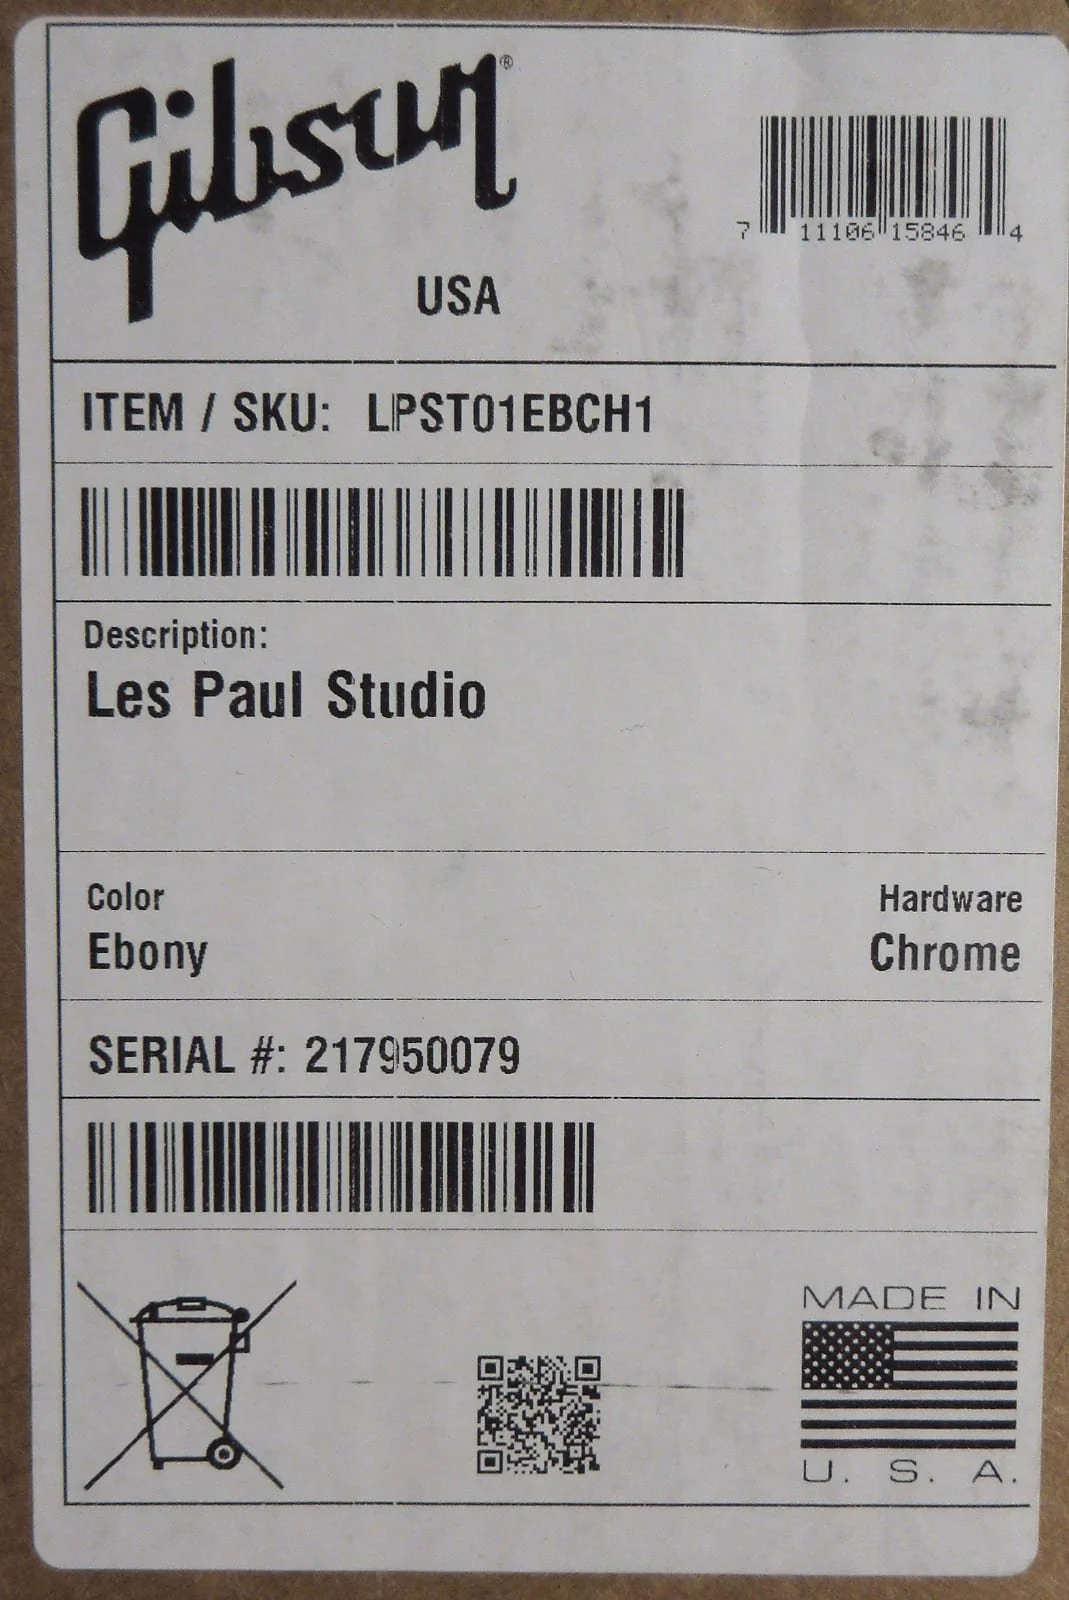 Gibson®
USA
7 11106 15846 4
ITEM / SKU: LPST01EBCH1
Description:
Les Paul Studio
Color
Ebony
Hardware
Chrome
SERIAL #: 217950079
MADE IN
U. S. A.